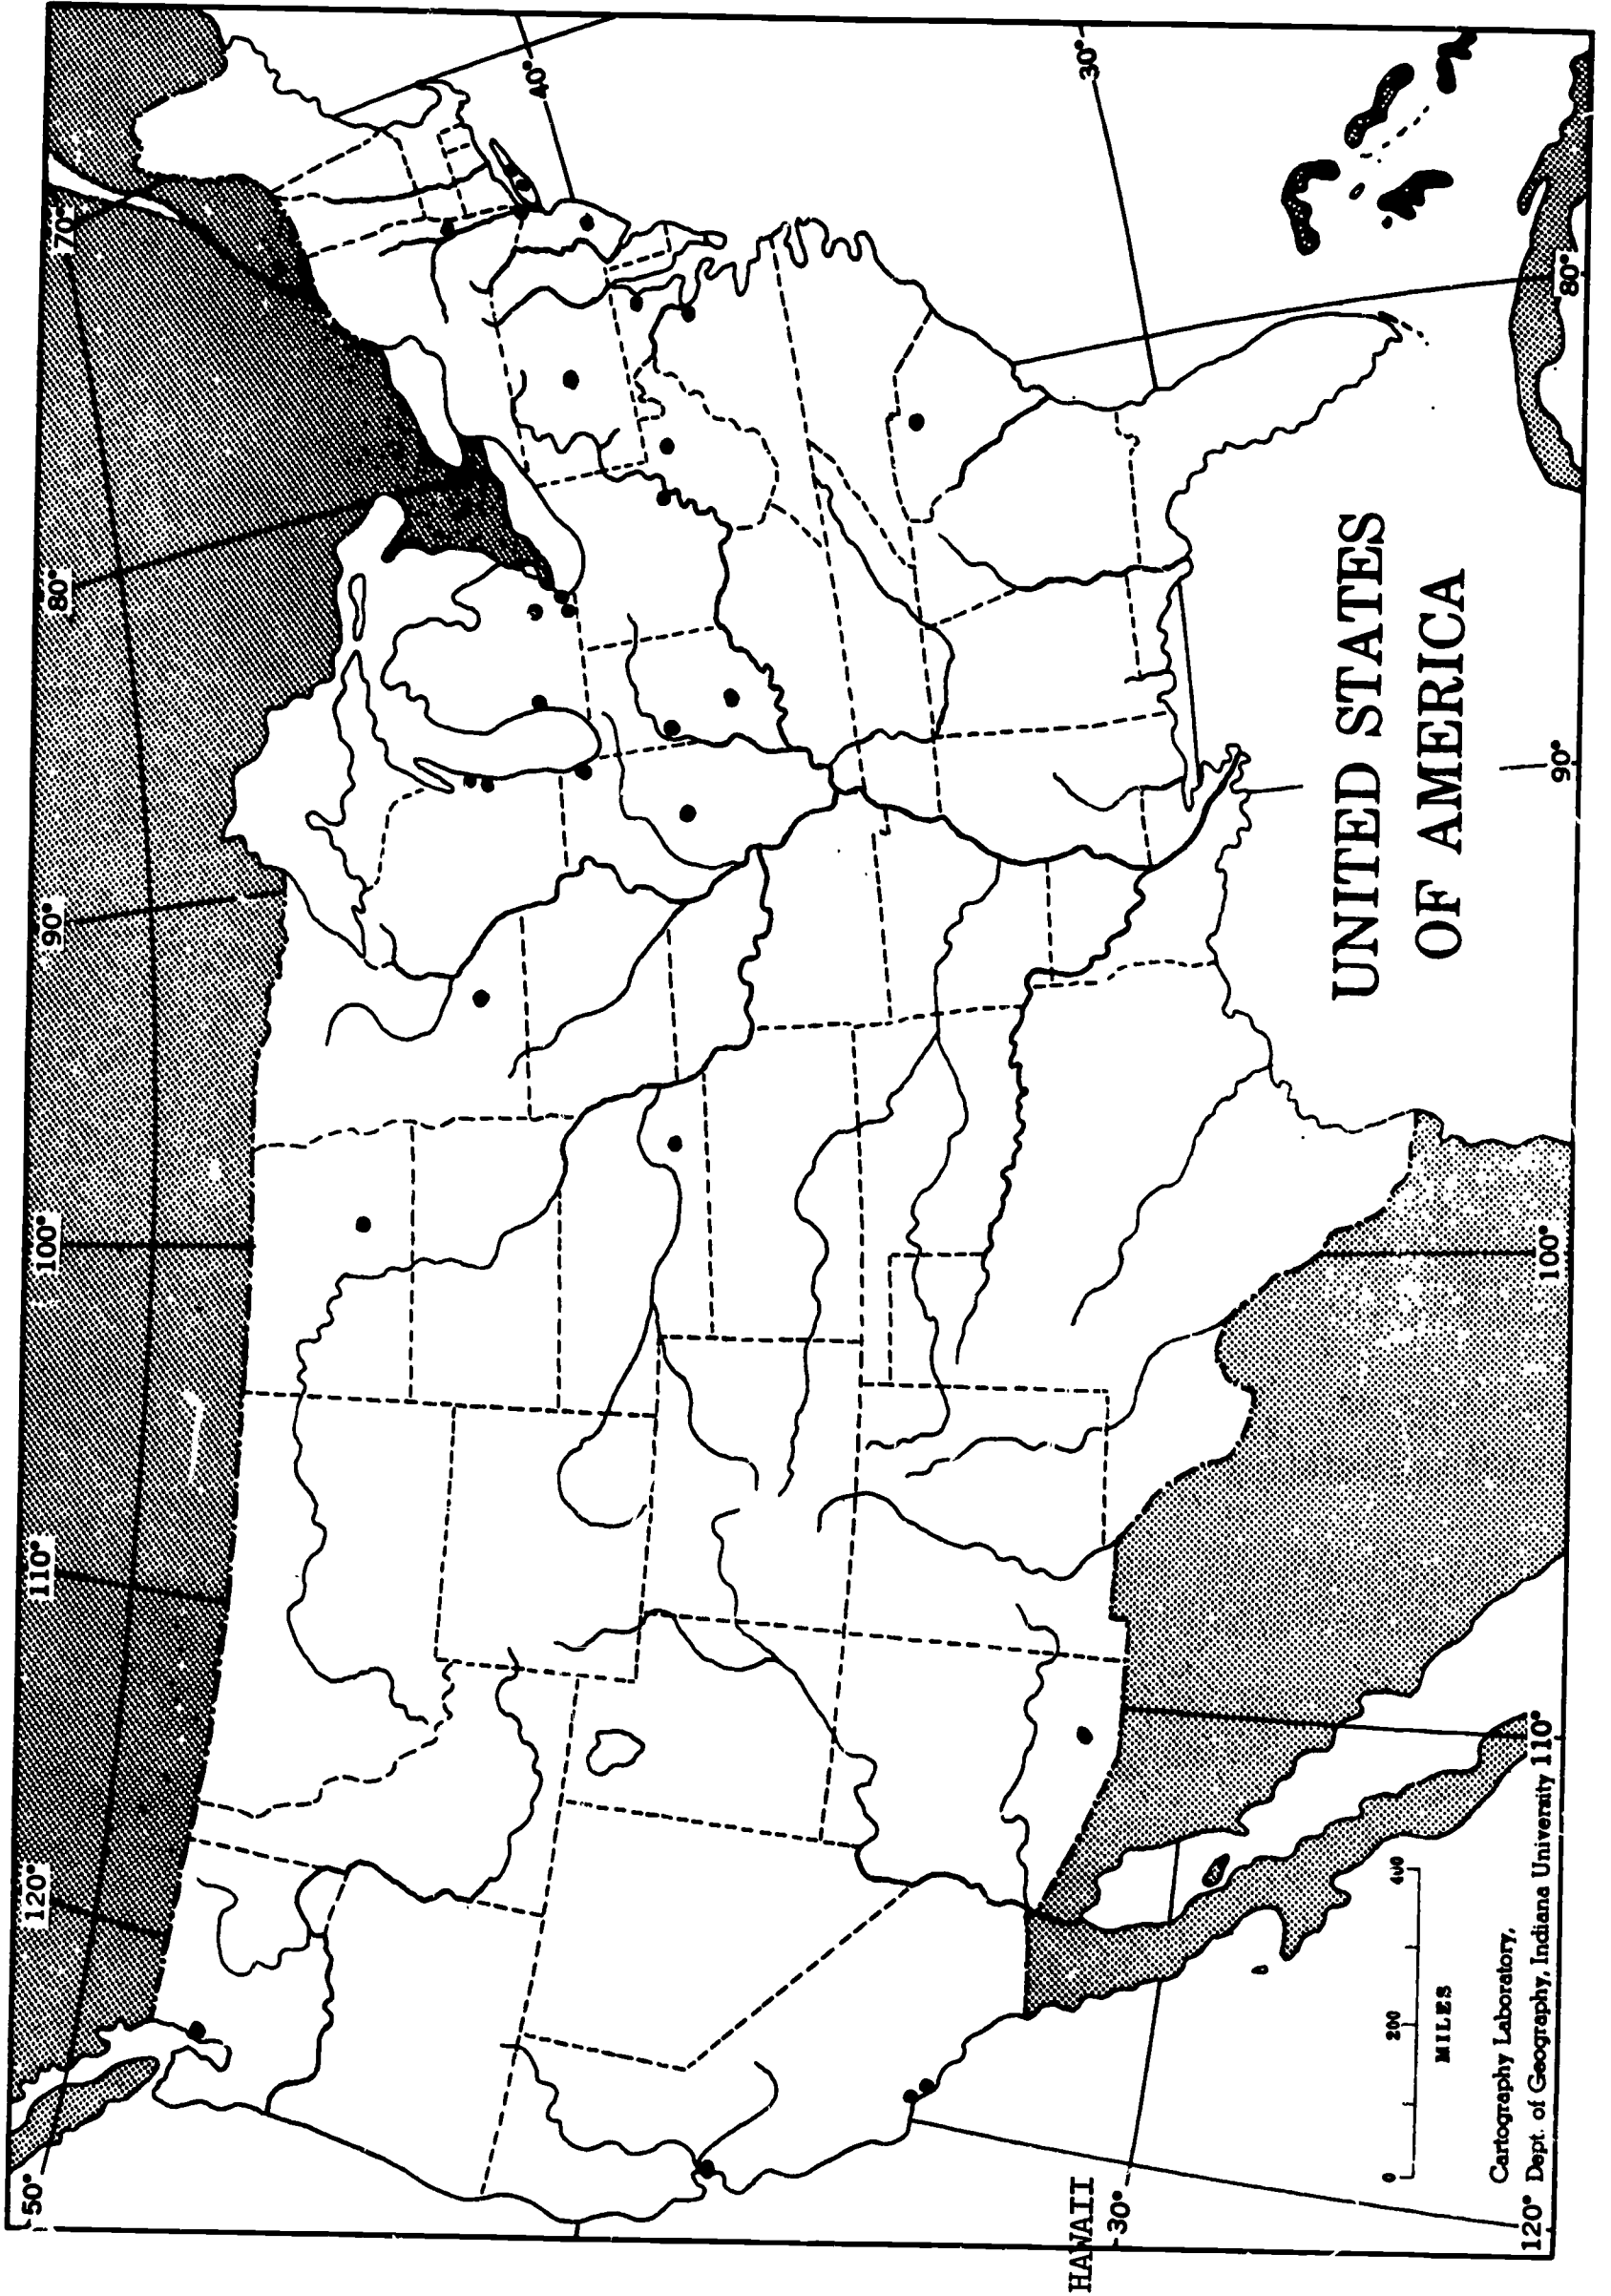 50°
120°
110°
100°
90°
80°
70°
40°
30°
HAWAII
30°
UNITED STATES
OF AMERICA
0 200 400
MILES
Cartography Laboratory,
Dept. of Geography, Indiana University
120°
110°
100°
90°
80°